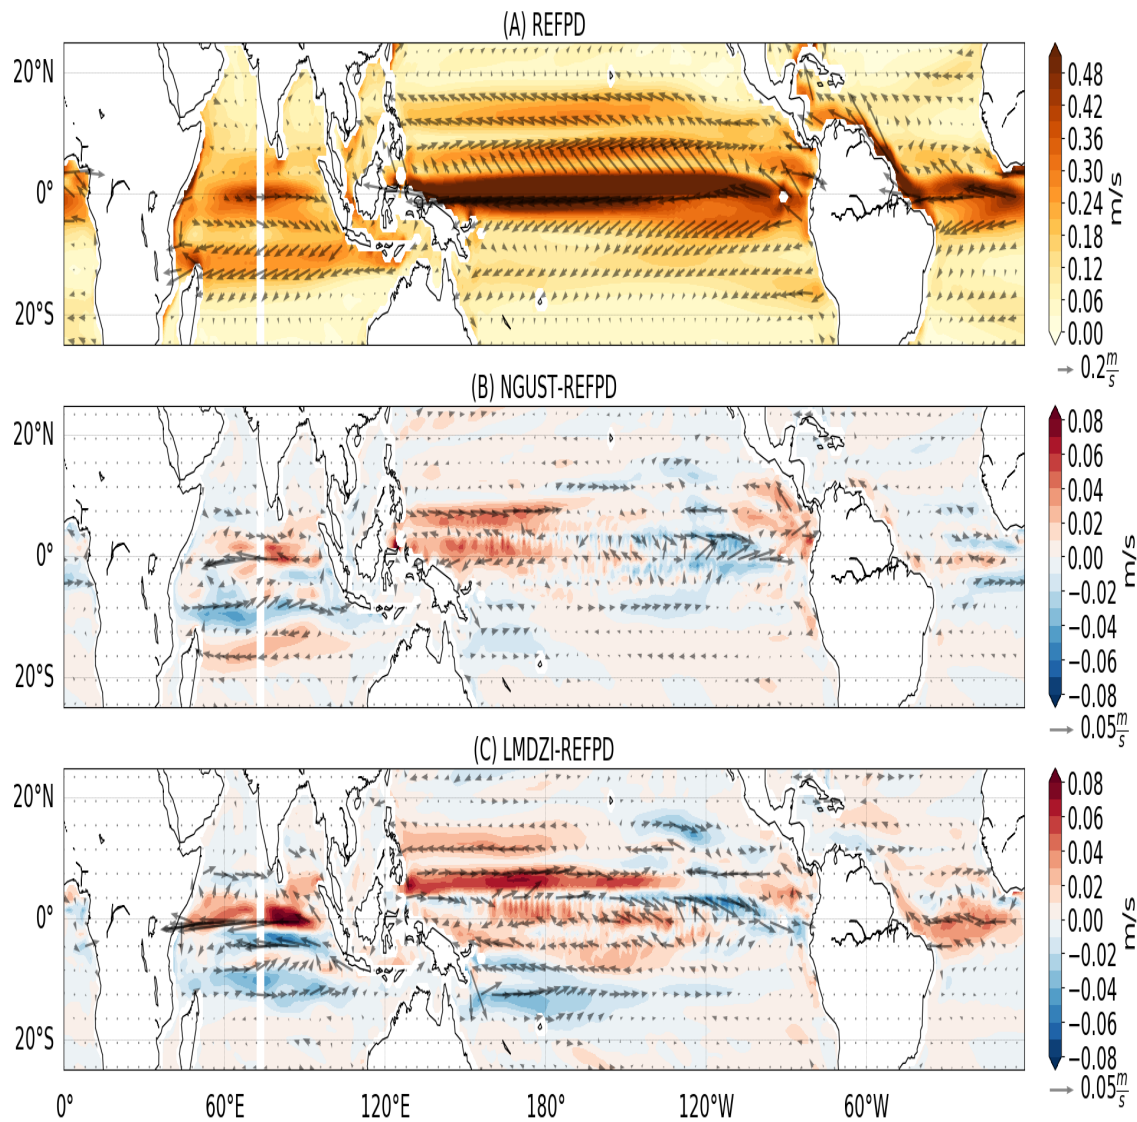 (A) REFPD
20°N
0°
20°S
0.48
0.42
0.36
0.30
0.24
0.18
0.12
0.06
0.00
m/s
0.2 m/s
(B) NGUST-REFPD
20°N
0°
20°S
0.08
0.06
0.04
0.02
0.00
−0.02
−0.04
−0.06
−0.08
m/s
0.05 m/s
(C) LMDZI-REFPD
20°N
0°
20°S
0.08
0.06
0.04
0.02
0.00
−0.02
−0.04
−0.06
−0.08
m/s
0.05 m/s
0° 60°E 120°E 180° 120°W 60°W